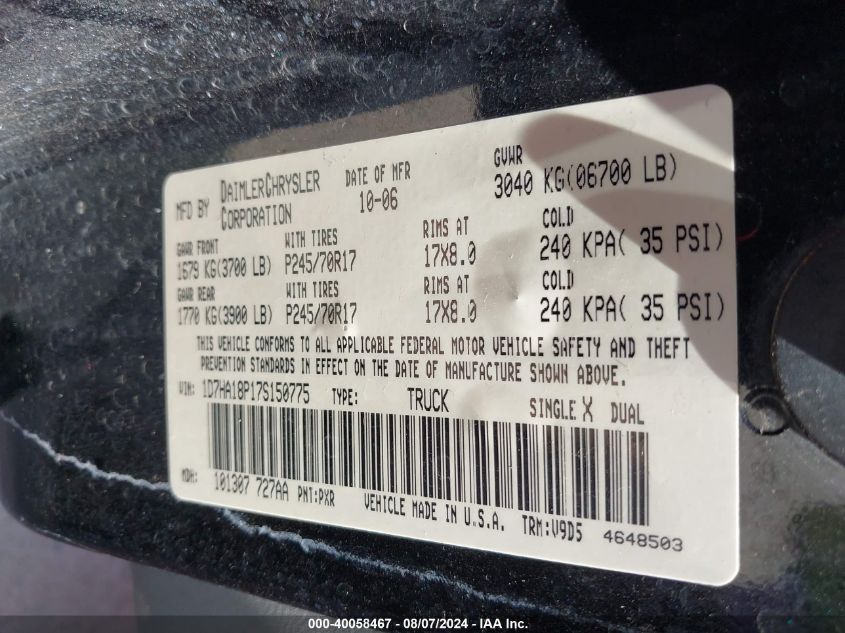 MFD BY DAIMLERCHRYSLER CORPORATION
DATE OF MFR
10-06
GVWR
3040 KG(06700 LB)
GAWR FRONT WITH TIRES RIMS AT COLD
1679 KG(3700 LB) P245/70R17 17X8.0 240 KPA( 35 PSI)
GAWR REAR WITH TIRES RIMS AT COLD
1770 KG(3900 LB) P245/70R17 17X8.0 240 KPA( 35 PSI)
THIS VEHICLE CONFORMS TO ALL APPLICABLE FEDERAL MOTOR VEHICLE SAFETY AND THEFT
PREVENTION STANDARDS IN EFFECT ON THE DATE OF MANUFACTURE SHOWN ABOVE.
VIN: 1D7HA18P17S150775 TYPE: TRUCK SINGLE X DUAL
MDH: 101307 727AA PNT:PXR VEHICLE MADE IN U.S.A. TRM:V9D5 4648503
000-40058467 - 08/07/2024 - IAA Inc.